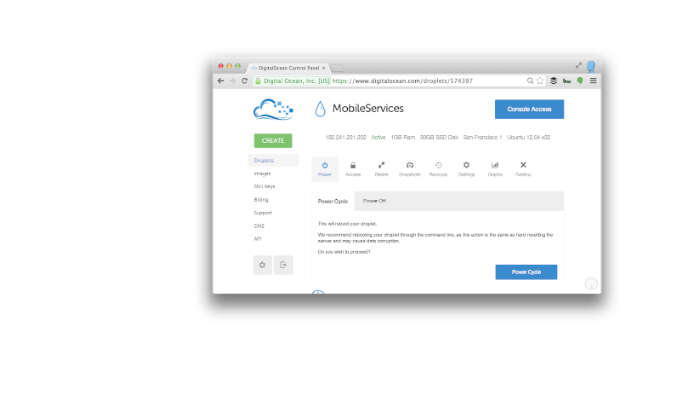 DigitalOcean Control Panel
Digital Ocean, Inc. [US] https://www.digitalocean.com/droplets/174397
MobileServices
Console Access
192.241.231.202 Active 1GB Ram 30GB SSD Disk San Francisco 1 Ubuntu 12.04 x32
CREATE
Droplets
Images
SSH Keys
Billing
Support
DNS
API
Power Access Resize Snapshots Backups Settings Graphs Destroy
Power Cycle Power Off
This will reboot your droplet.
We recommend rebooting your droplet through the command line, as this action is the same as hard resetting the
server and may cause data corruption.
Do you wish to proceed?
Power Cycle